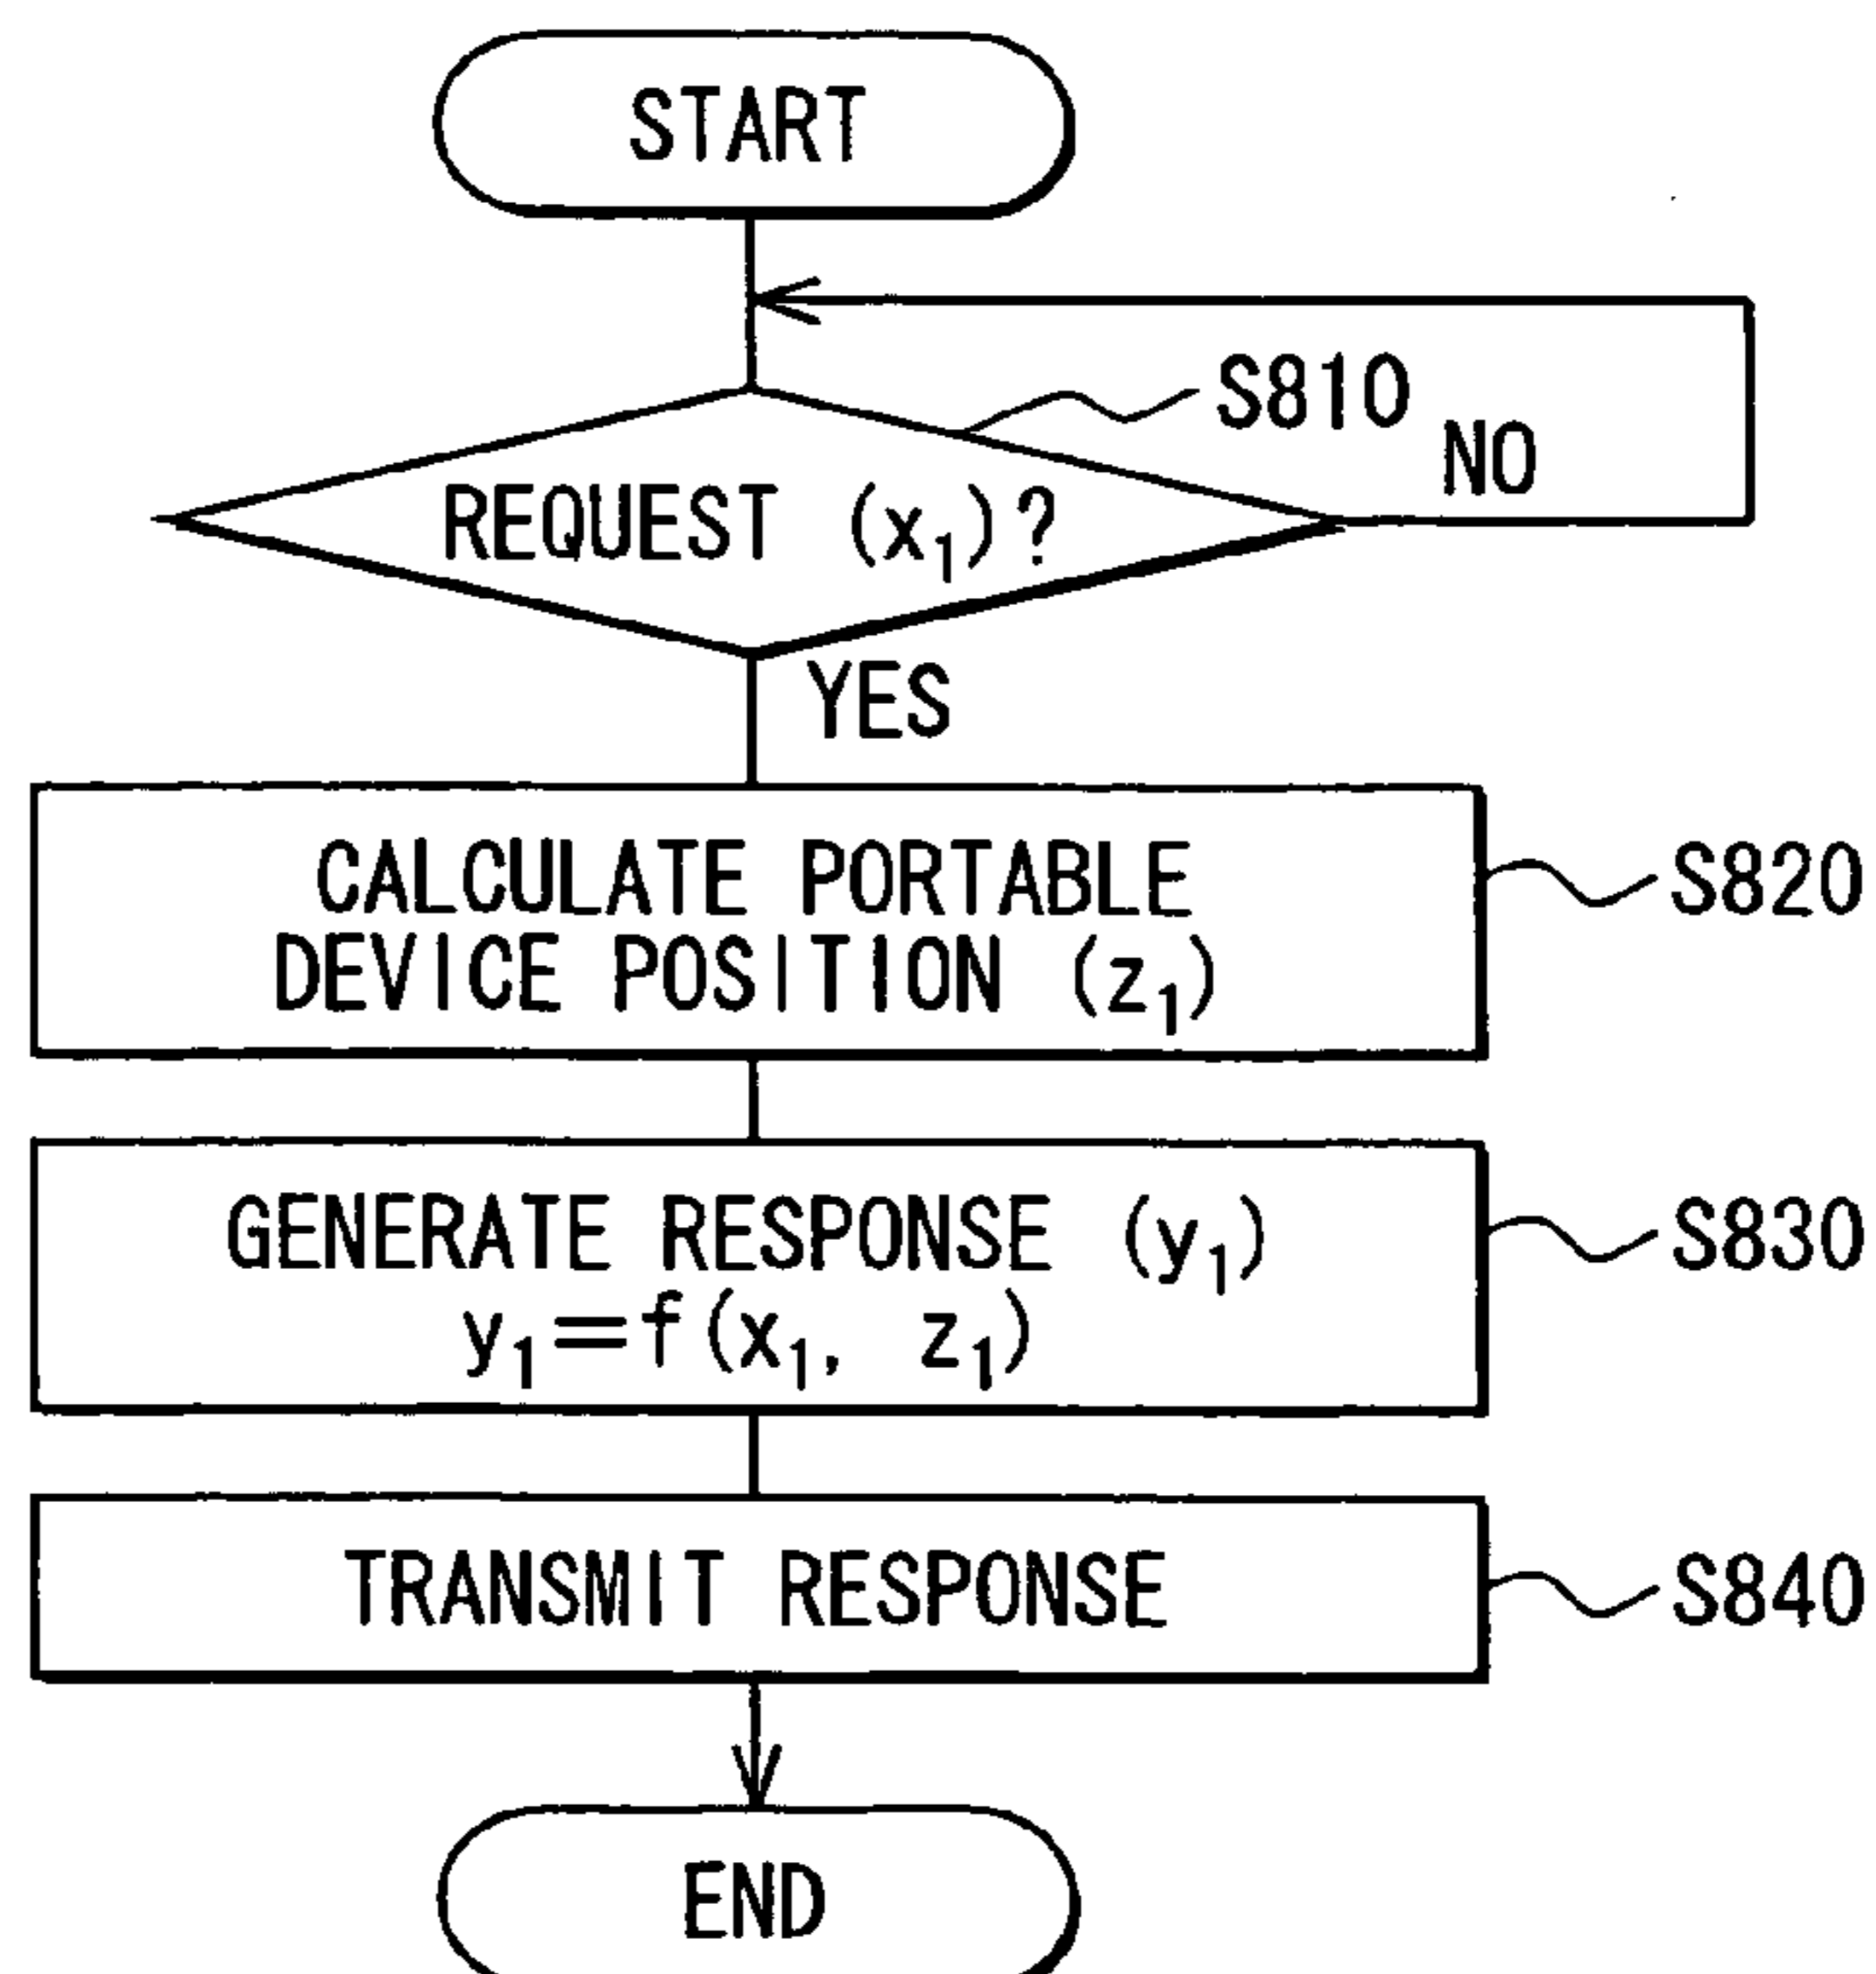 START
S810
NO
REQUEST (x₁)?
YES
CALCULATE PORTABLE
DEVICE POSITION (z₁)
S820
GENERATE RESPONSE (y₁)
y₁=f(x₁, z₁)
S830
TRANSMIT RESPONSE
S840
END